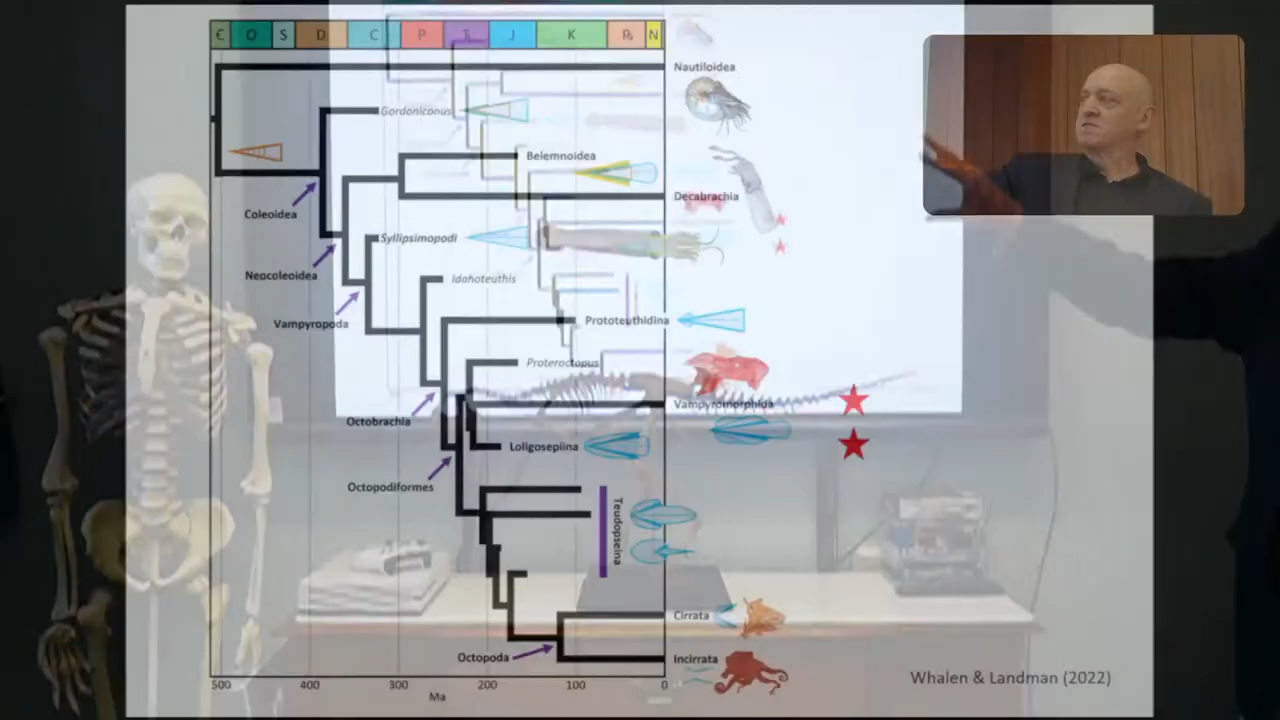 Є O S D C P J K Pg N
Nautiloidea
Gordoniconus
Belemnoidea
Decabrachia
Coleoidea
Syllipsimopodi
Neocoleoidea
Idahoteuthis
Vampyropoda
Prototeuthidina
Proteroctopus
Vampyromorphida
Octobrachia
Loligosepiina
Octopodiformes
Teudopseina
Cirrata
Octopoda
Incirrata
Whalen & Landman (2022)
500 400 300 200 100 0
Ma